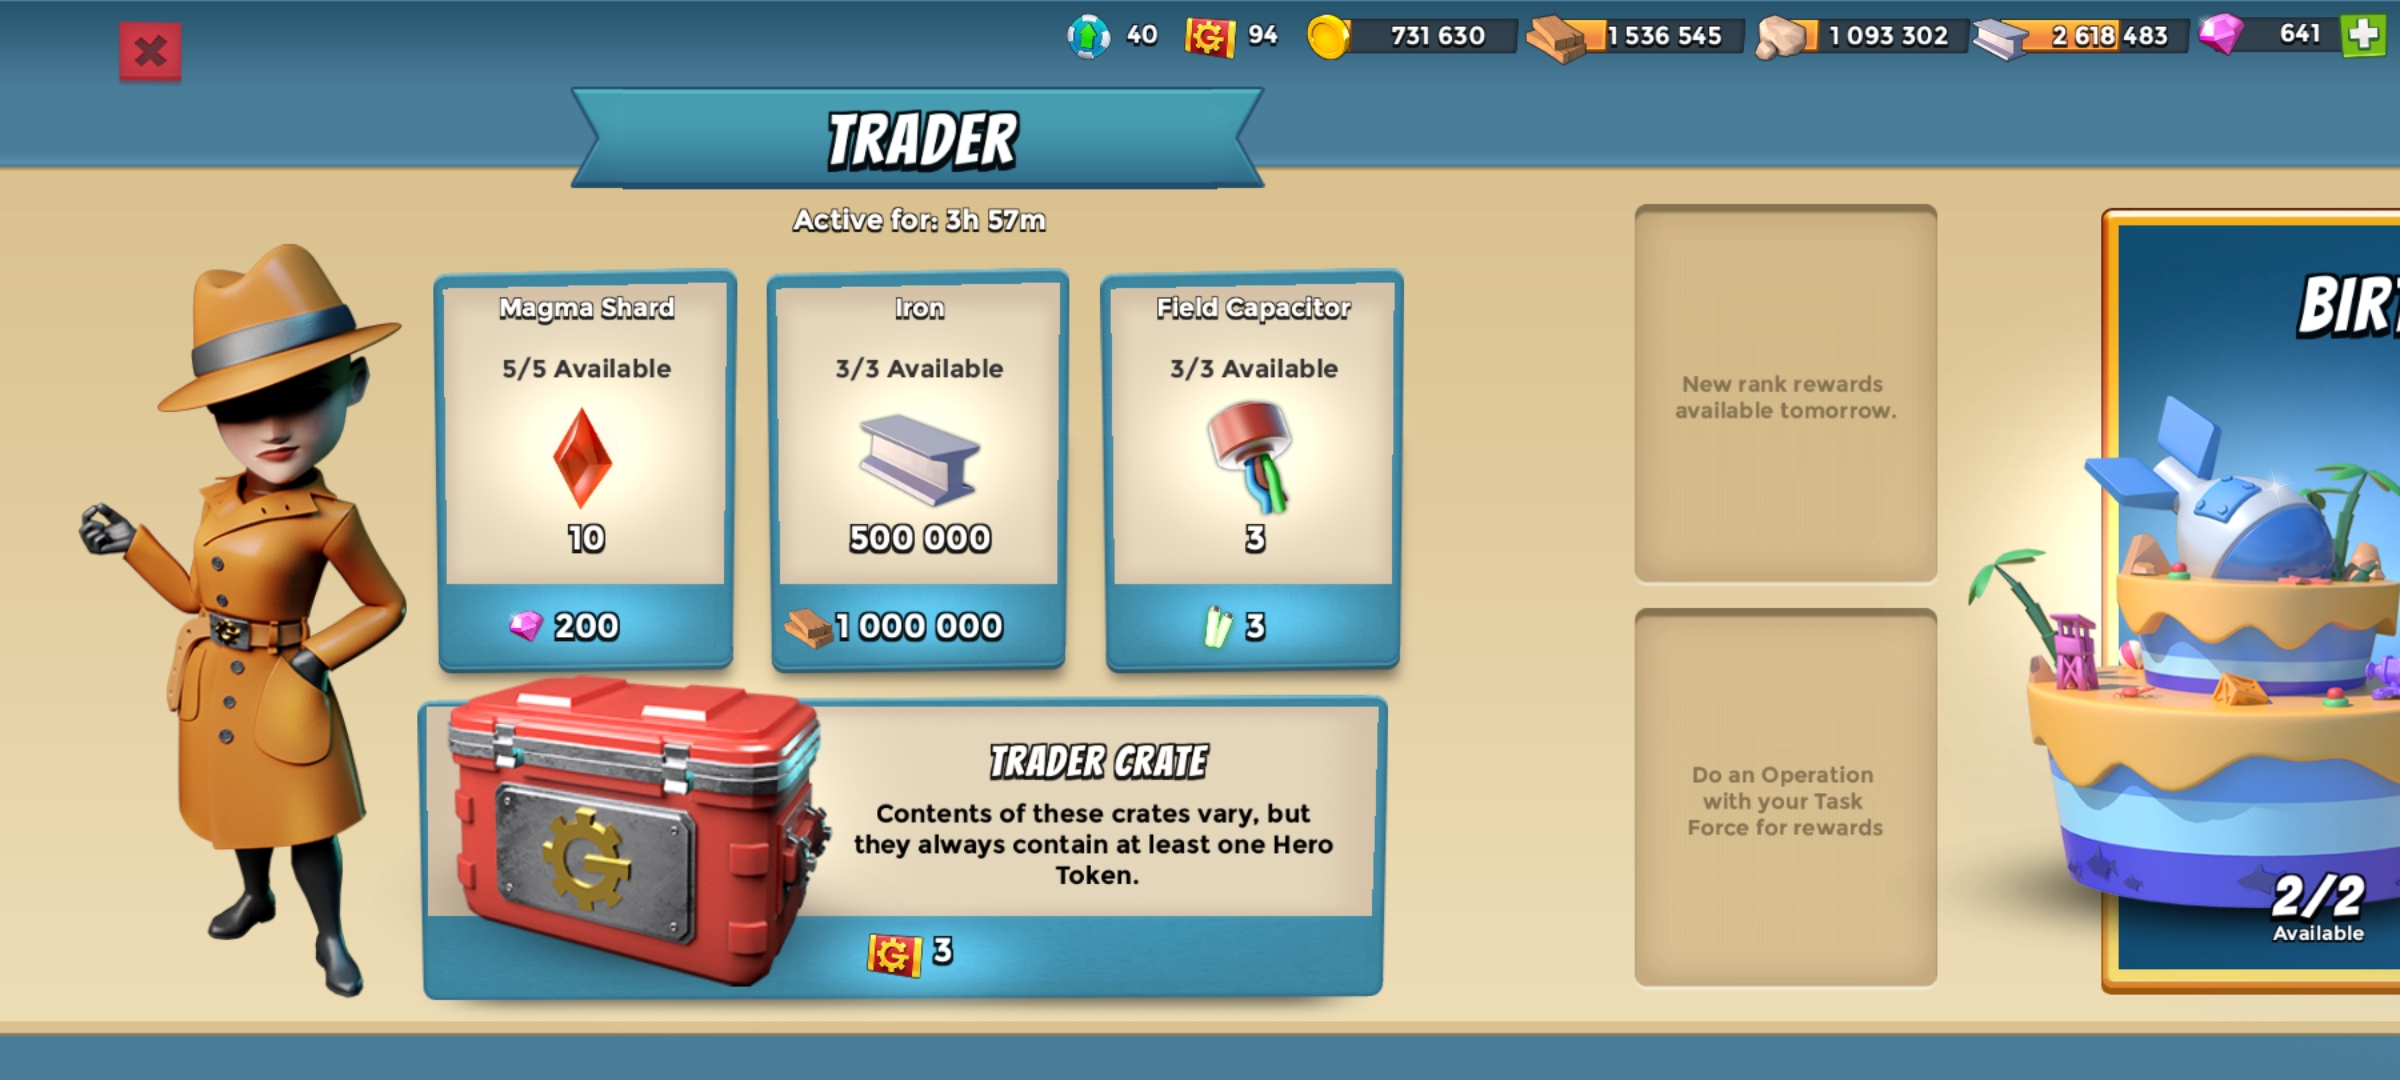 40
94
731 630
1 536 545
1 093 302
2 618 483
641
TRADER
Active for: 3h 57m
Magma Shard
5/5 Available
10
200
Iron
3/3 Available
500 000
1 000 000
Field Capacitor
3/3 Available
3
3
TRADER CRATE
Contents of these crates vary, but
they always contain at least one Hero
Token.
3
New rank rewards
available tomorrow.
Do an Operation
with your Task
Force for rewards
2/2
Available